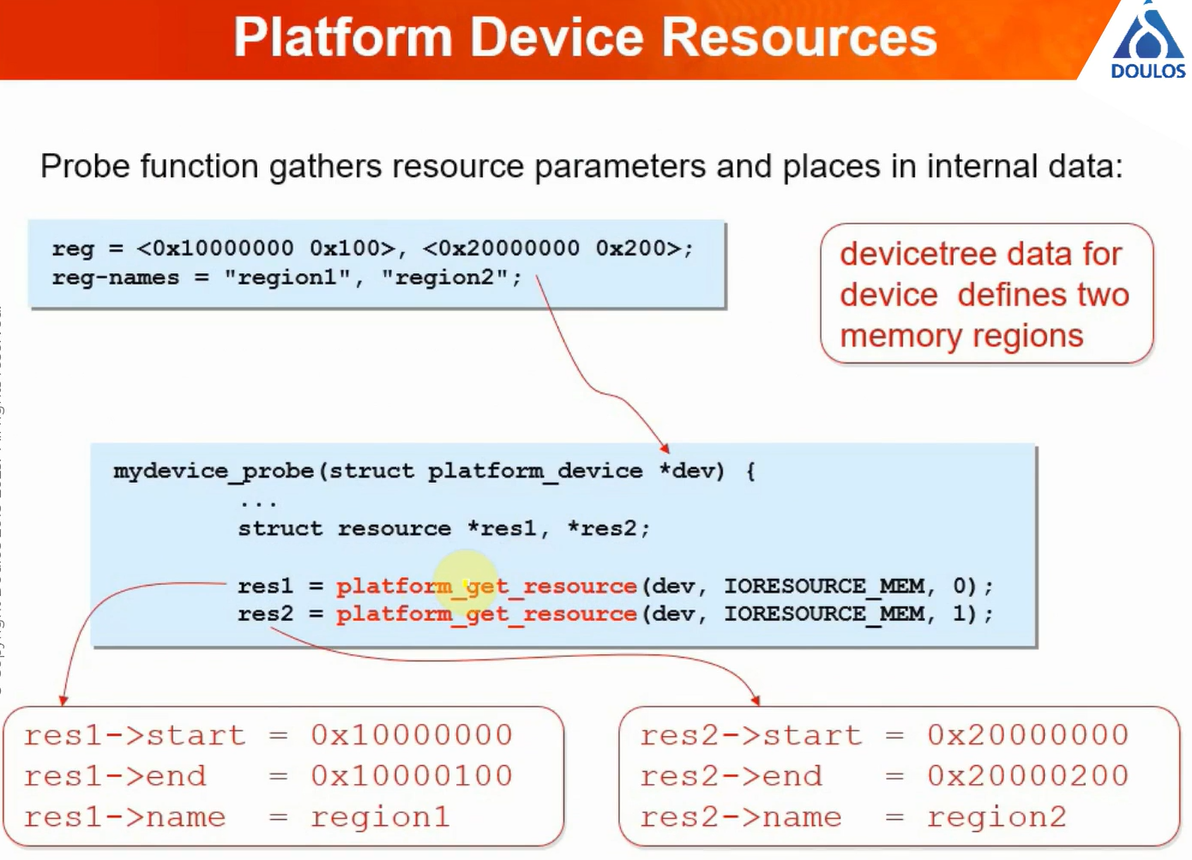 Platform Device Resources
DOULOS
Probe function gathers resource parameters and places in internal data:
reg = <0x10000000 0x100>, <0x20000000 0x200>;
reg-names = "region1", "region2";
devicetree data for
device defines two
memory regions
mydevice_probe(struct platform_device *dev) {
...
struct resource *res1, *res2;
res1 = platform_get_resource(dev, IORESOURCE_MEM, 0);
res2 = platform_get_resource(dev, IORESOURCE_MEM, 1);
res1->start = 0x10000000
res1->end = 0x10000100
res1->name = region1
res2->start = 0x20000000
res2->end = 0x20000200
res2->name = region2